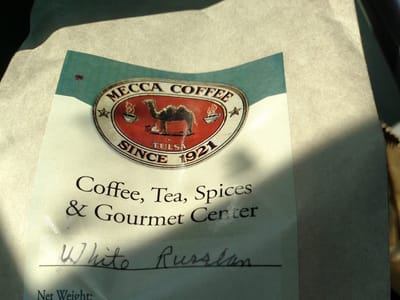 MECCA COFFEE
TULSA
SINCE 1921
Coffee, Tea, Spices
& Gourmet Center
White Russian
Net Weight: